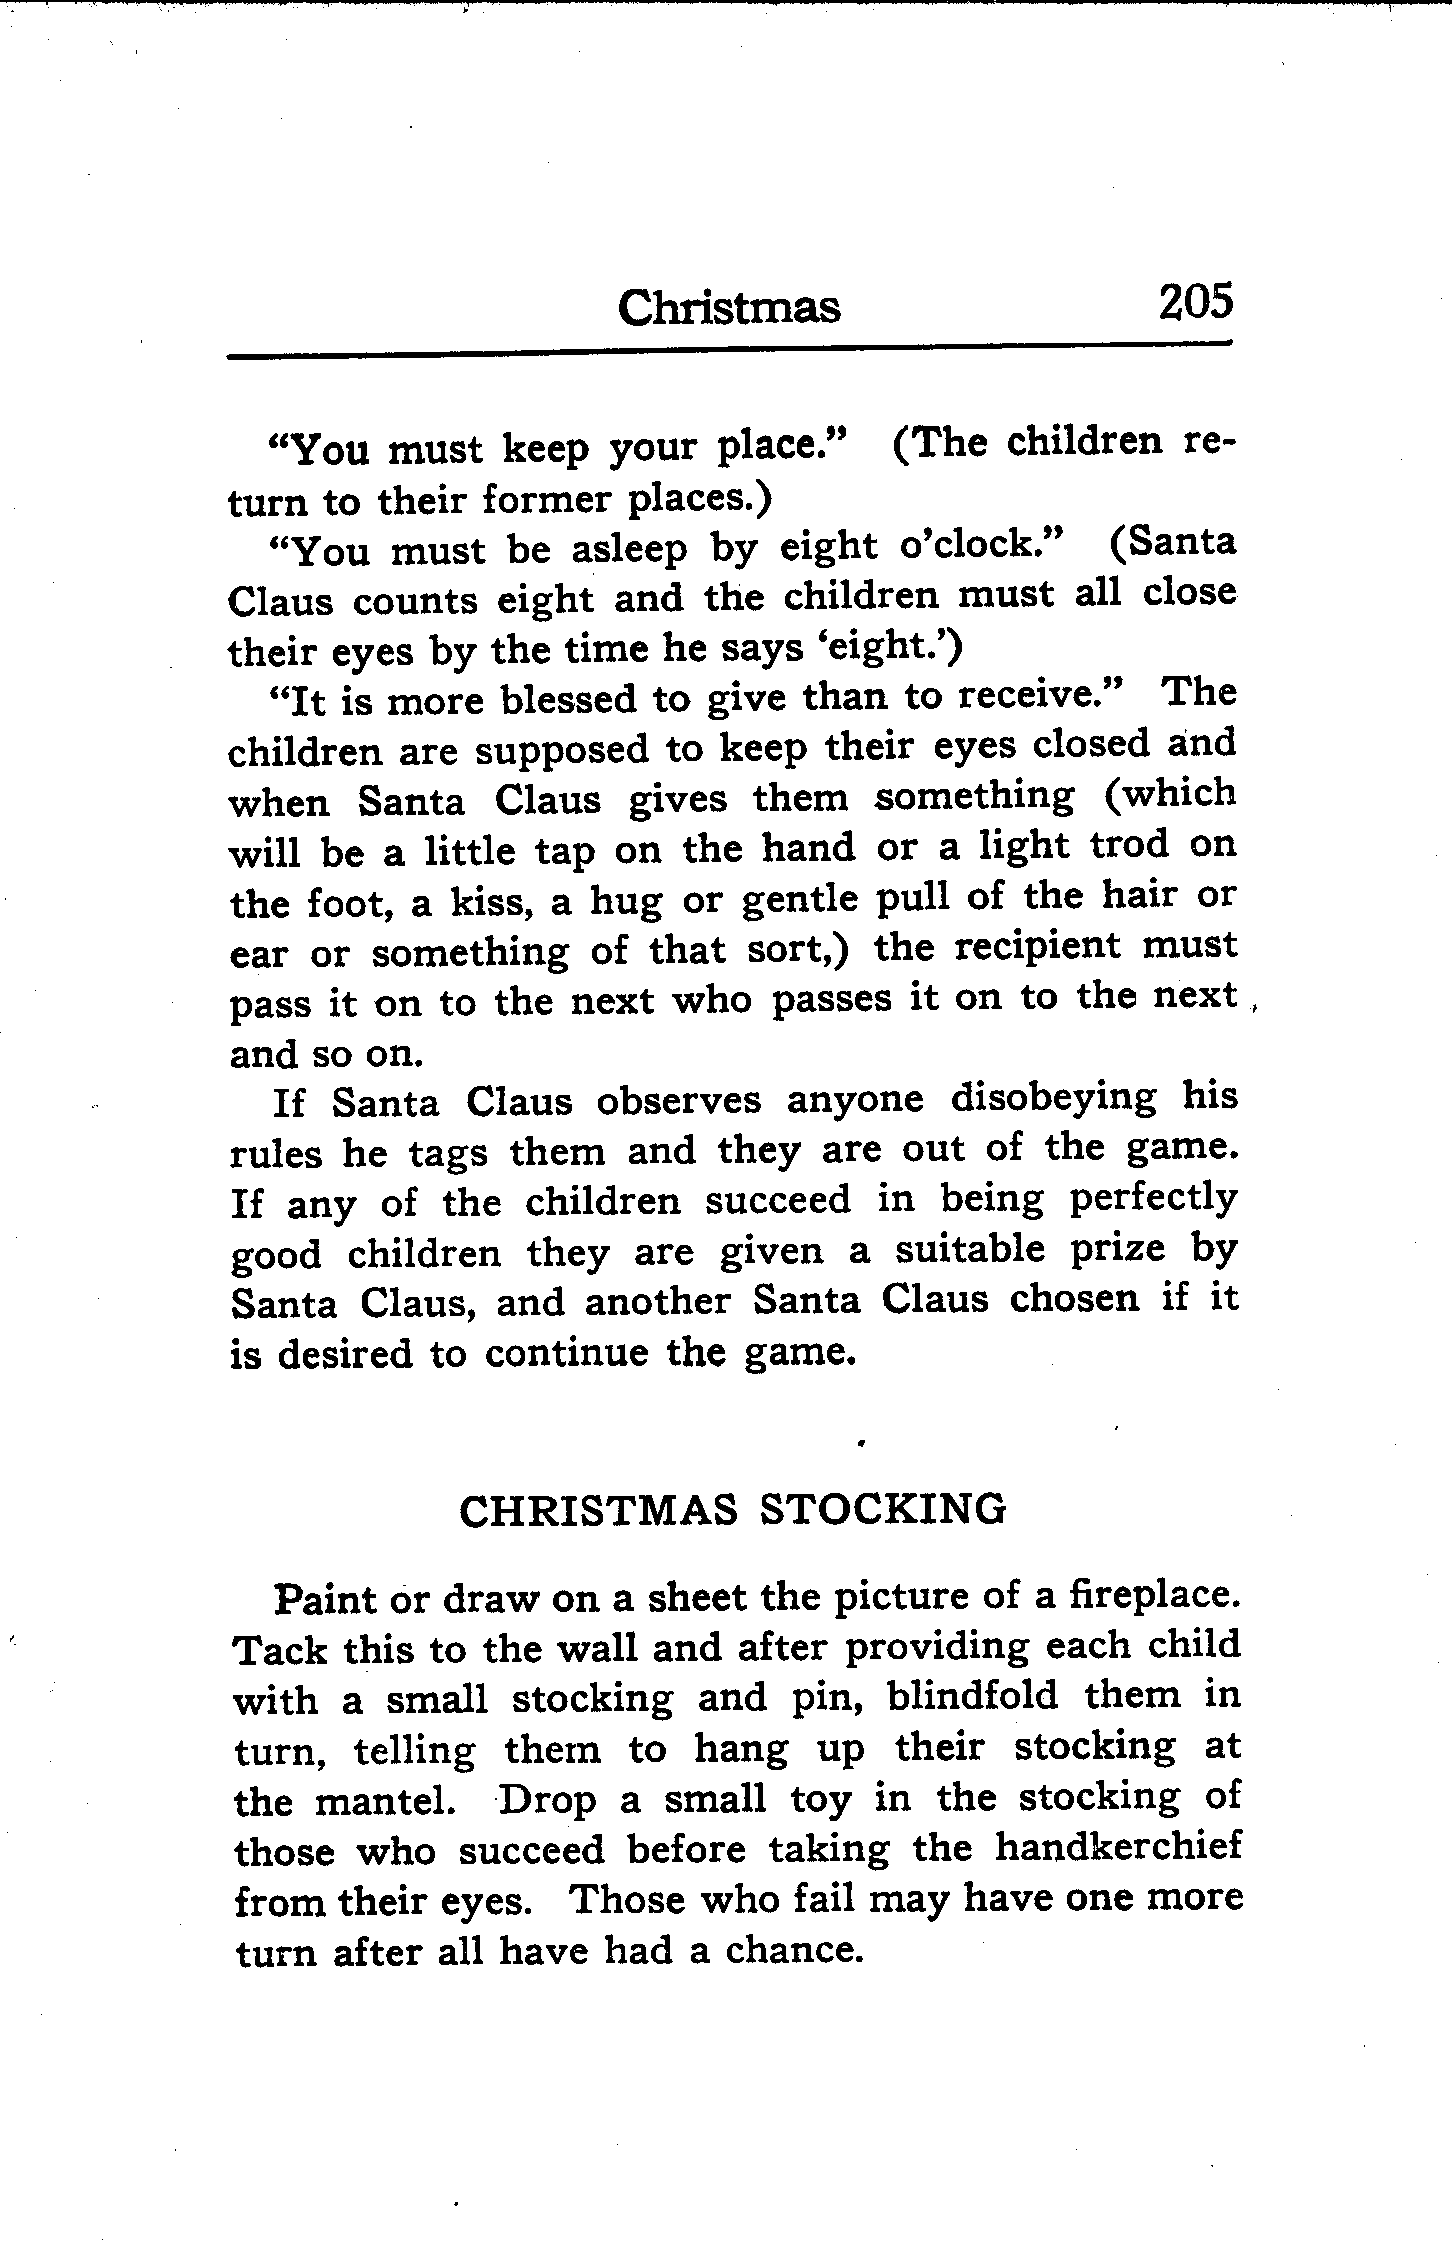 Christmas 205
“You must keep your place.” (The children re-
turn to their former places.)
“You must be asleep by eight o’clock.” (Santa
Claus counts eight and the children must all close
their eyes by the time he says ‘eight.’)
“It is more blessed to give than to receive.” The
children are supposed to keep their eyes closed and
when Santa Claus gives them something (which
will be a little tap on the hand or a light trod on
the foot, a kiss, a hug or gentle pull of the hair or
ear or something of that sort,) the recipient must
pass it on to the next who passes it on to the next,
and so on.
If Santa Claus observes anyone disobeying his
rules he tags them and they are out of the game.
If any of the children succeed in being perfectly
good children they are given a suitable prize by
Santa Claus, and another Santa Claus chosen if it
is desired to continue the game.
CHRISTMAS STOCKING
Paint or draw on a sheet the picture of a fireplace.
Tack this to the wall and after providing each child
with a small stocking and pin, blindfold them in
turn, telling them to hang up their stocking at
the mantel. Drop a small toy in the stocking of
those who succeed before taking the handkerchief
from their eyes. Those who fail may have one more
turn after all have had a chance.